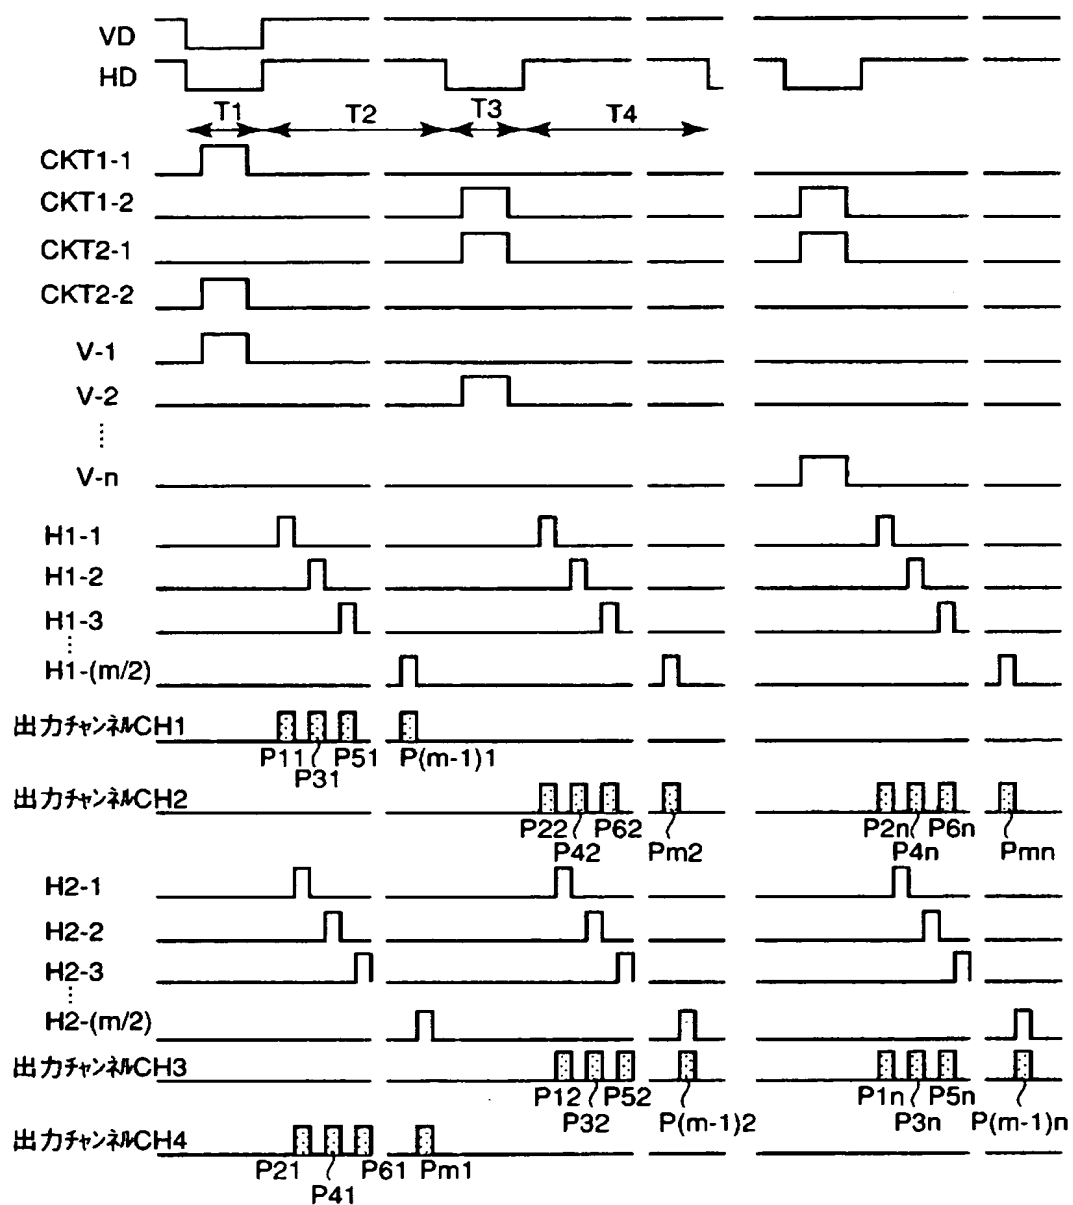 VD
HD
T1 T2 T3 T4
CKT1-1
CKT1-2
CKT2-1
CKT2-2
V-1
V-2
V-n
H1-1
H1-2
H1-3
H1-(m/2)
出力チャンネルCH1
P11 P51 P(m-1)1
P31
出力チャンネルCH2
P22 P62 P2n P6n
P42 Pm2 P4n Pmn
H2-1
H2-2
H2-3
H2-(m/2)
出力チャンネルCH3
P12 P52 P1n P5n
P32 P(m-1)2 P3n P(m-1)n
出力チャンネルCH4
P21 P61 Pm1
P41